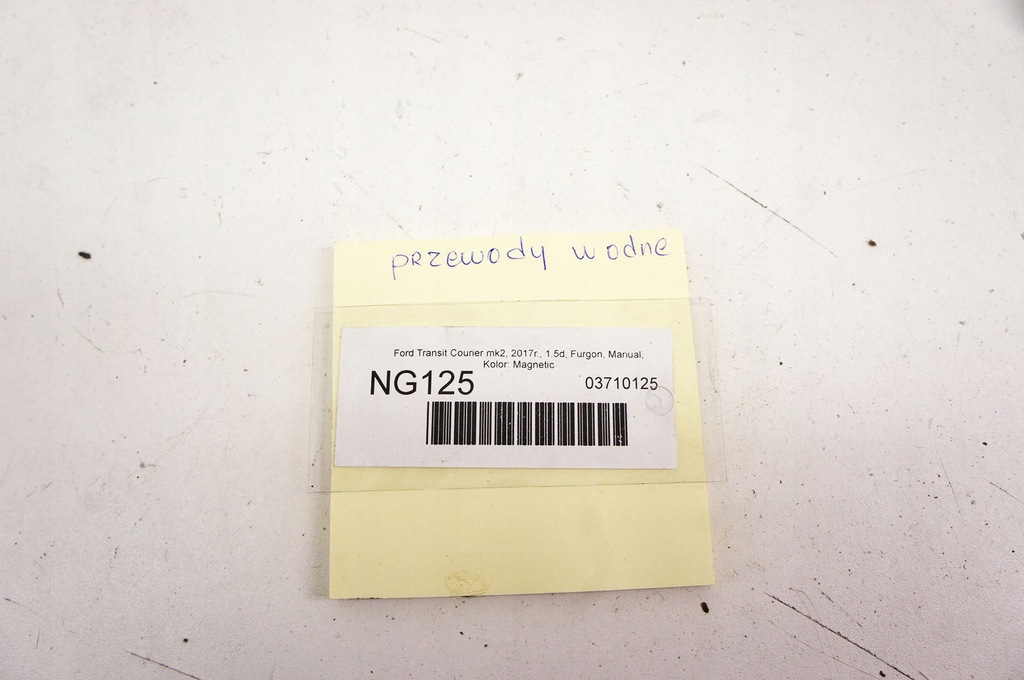 przewody wodne
Ford Transit Courier mk2, 2017r., 1.5d, Furgon, Manual,
Kolor: Magnetic
NG125
03710125